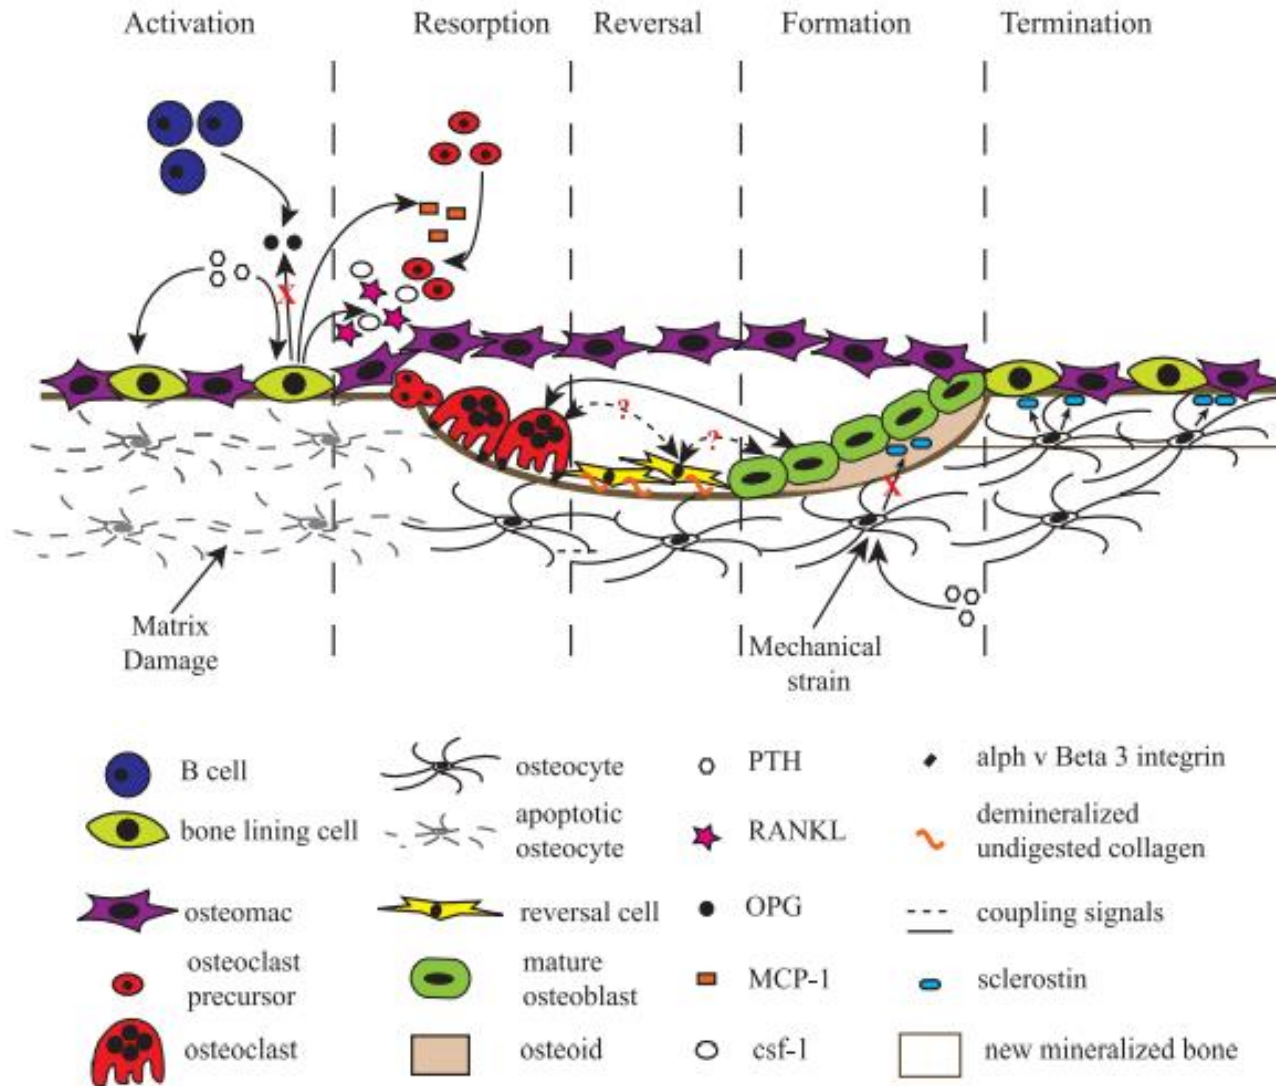 Activation Resorption Reversal Formation Termination
X
?
?
X
Matrix
Damage
Mechanical
strain
B cell
osteocyte
PTH
alph v Beta 3 integrin
bone lining cell
apoptotic
osteocyte
RANKL
demineralized
undigested collagen
osteomac
reversal cell
OPG
coupling signals
osteoclast
precursor
mature
osteoblast
MCP-1
sclerostin
osteoclast
osteoid
csf-1
new mineralized bone